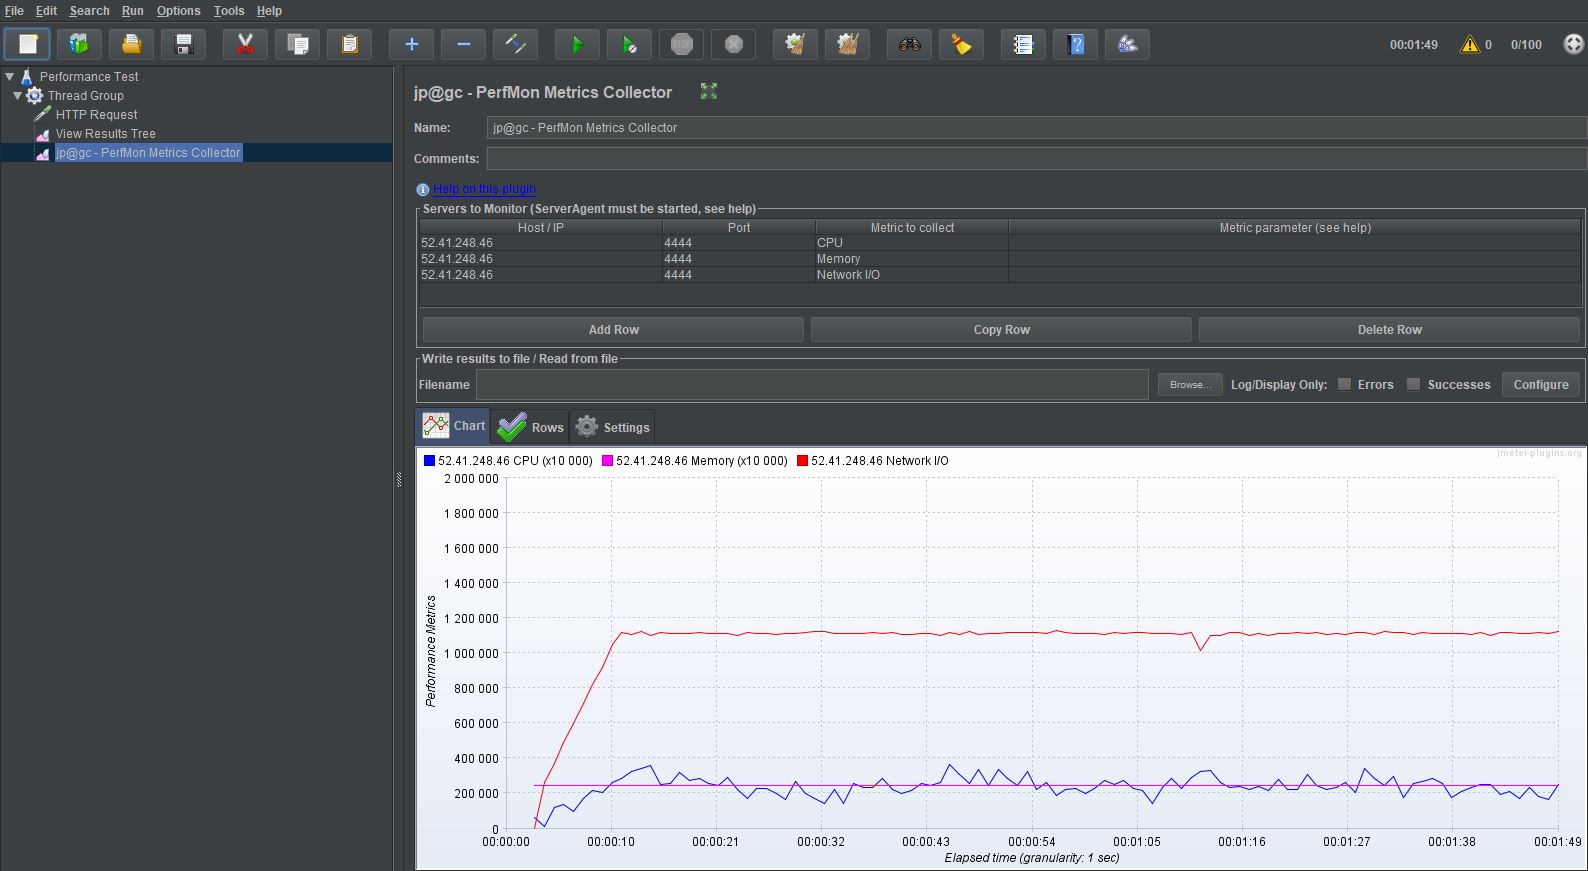 File Edit Search Run Options Tools Help
STOP
00:01:49 0 0/100
Performance Test
Thread Group
HTTP Request
View Results Tree
jp@gc - PerfMon Metrics Collector
jp@gc - PerfMon Metrics Collector
Name: jp@gc - PerfMon Metrics Collector
Comments:
Help on this plugin
Servers to Monitor (ServerAgent must be started, see help)
Host / IP Port Metric to collect Metric parameter (see help)
52.41.248.46 4444 CPU
52.41.248.46 4444 Memory
52.41.248.46 4444 Network I/O
Add Row Copy Row Delete Row
Write results to file / Read from file
Filename Browse... Log/Display Only: Errors Successes Configure
Chart Rows Settings
52.41.248.46 CPU (x10 000) 52.41.248.46 Memory (x10 000) 52.41.248.46 Network I/O
jmeter-plugins.org
2 000 000
1 800 000
1 600 000
1 400 000
1 200 000
1 000 000
800 000
600 000
400 000
200 000
0
Performance Metrics
00:00:00 00:00:10 00:00:21 00:00:32 00:00:43 00:00:54 00:01:05 00:01:16 00:01:27 00:01:38 00:01:49
Elapsed time (granularity: 1 sec)